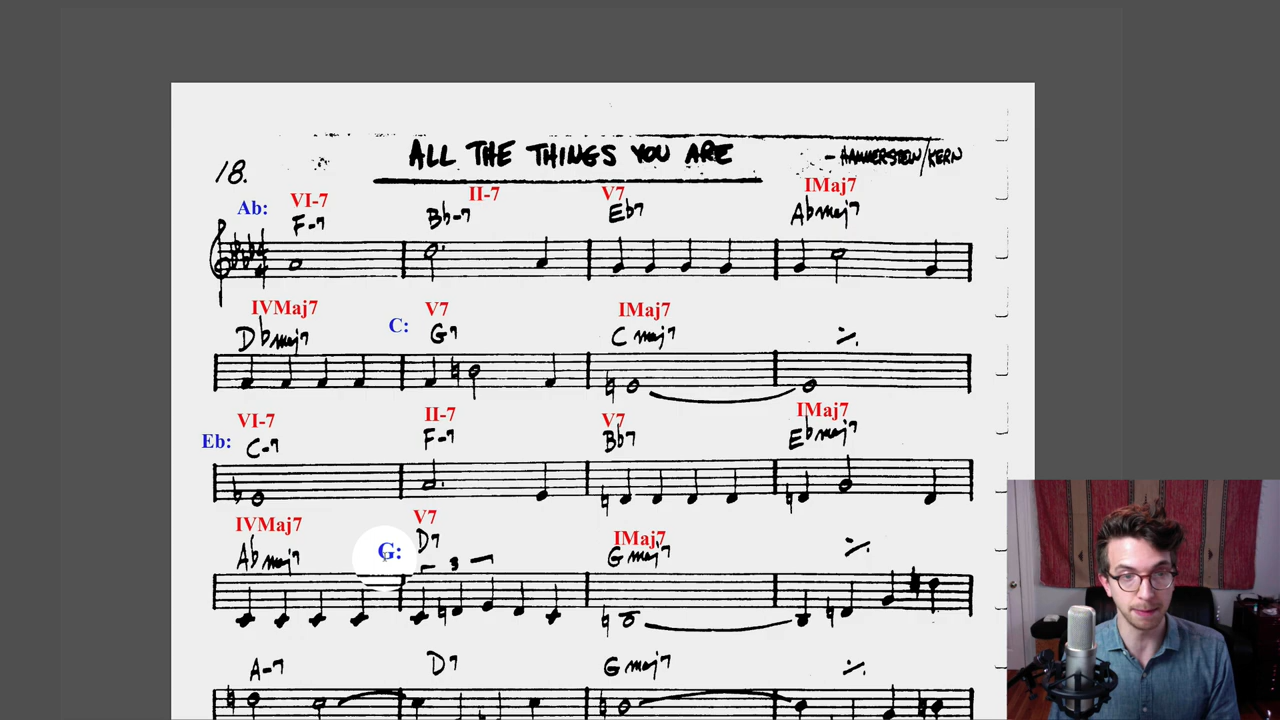 ALL THE THINGS YOU ARE
18. - HAMMERSTEIN/KERN
VI-7 II-7 V7 IMaj7
Ab: F-7 Bb-7 Eb7 Abmaj7
IVMaj7 V7 IMaj7
Dbmaj7 C: G7 Cmaj7
VI-7 II-7 V7 IMaj7
Eb: C-7 F-7 Bb7 Ebmaj7
IVMaj7 V7 IMaj7
Abmaj7 G: D7 Gmaj7
3
A-7 D7 Gmaj7